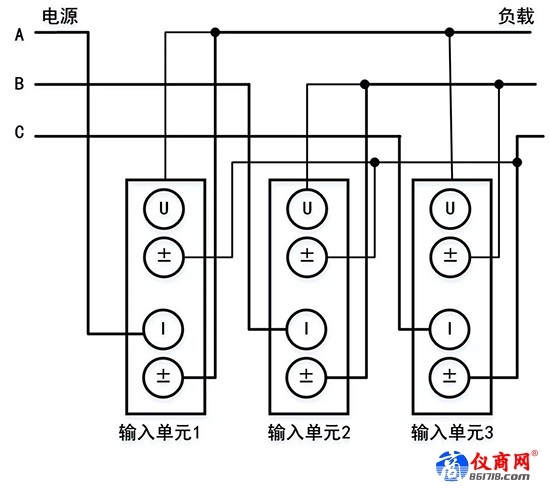 电源 负载
A
B
C
U U U
± ± ±
I I I
± ± ±
输入单元1 输入单元2 输入单元3
仪商网®
861718.com